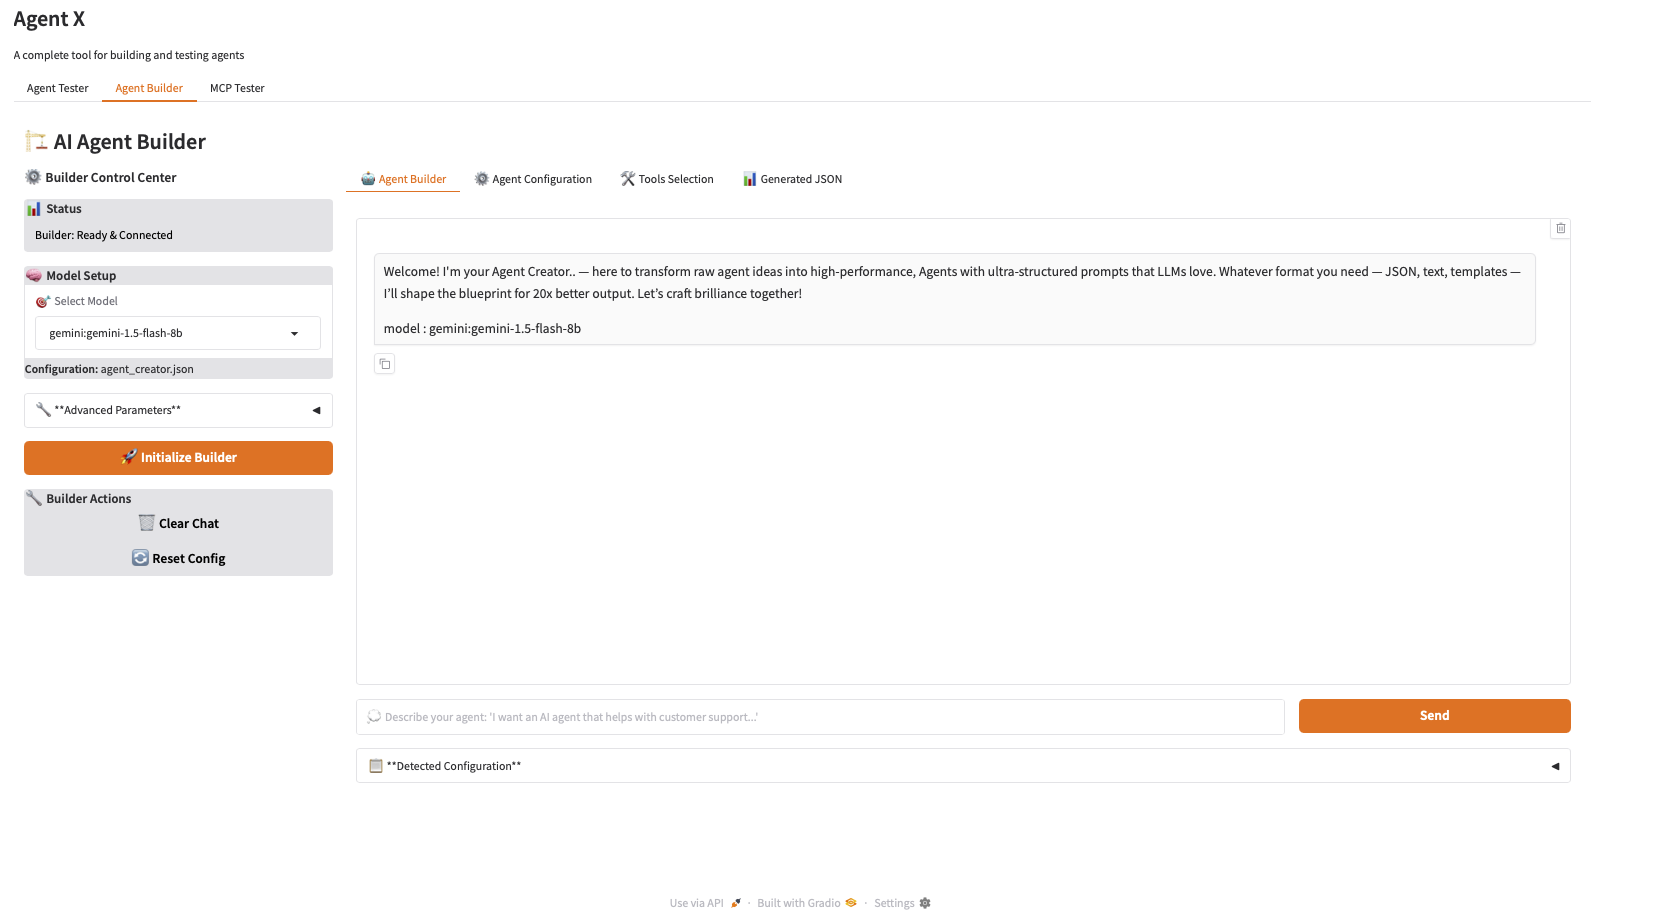 Agent X
A complete tool for building and testing agents
Agent Tester
Agent Builder
MCP Tester
AI Agent Builder
Builder Control Center
Status
Builder: Ready & Connected
Model Setup
Select Model
gemini:gemini-1.5-flash-8b
Configuration: agent_creator.json
**Advanced Parameters**
Initialize Builder
Builder Actions
Clear Chat
Reset Config
Agent Builder
Agent Configuration
Tools Selection
Generated JSON
Welcome! I'm your Agent Creator.. — here to transform raw agent ideas into high-performance, Agents with ultra-structured prompts that LLMs love. Whatever format you need — JSON, text, templates —
I’ll shape the blueprint for 20x better output. Let’s craft brilliance together!
model : gemini:gemini-1.5-flash-8b
Describe your agent: 'I want an AI agent that helps with customer support...'
Send
**Detected Configuration**
Use via API · Built with Gradio · Settings